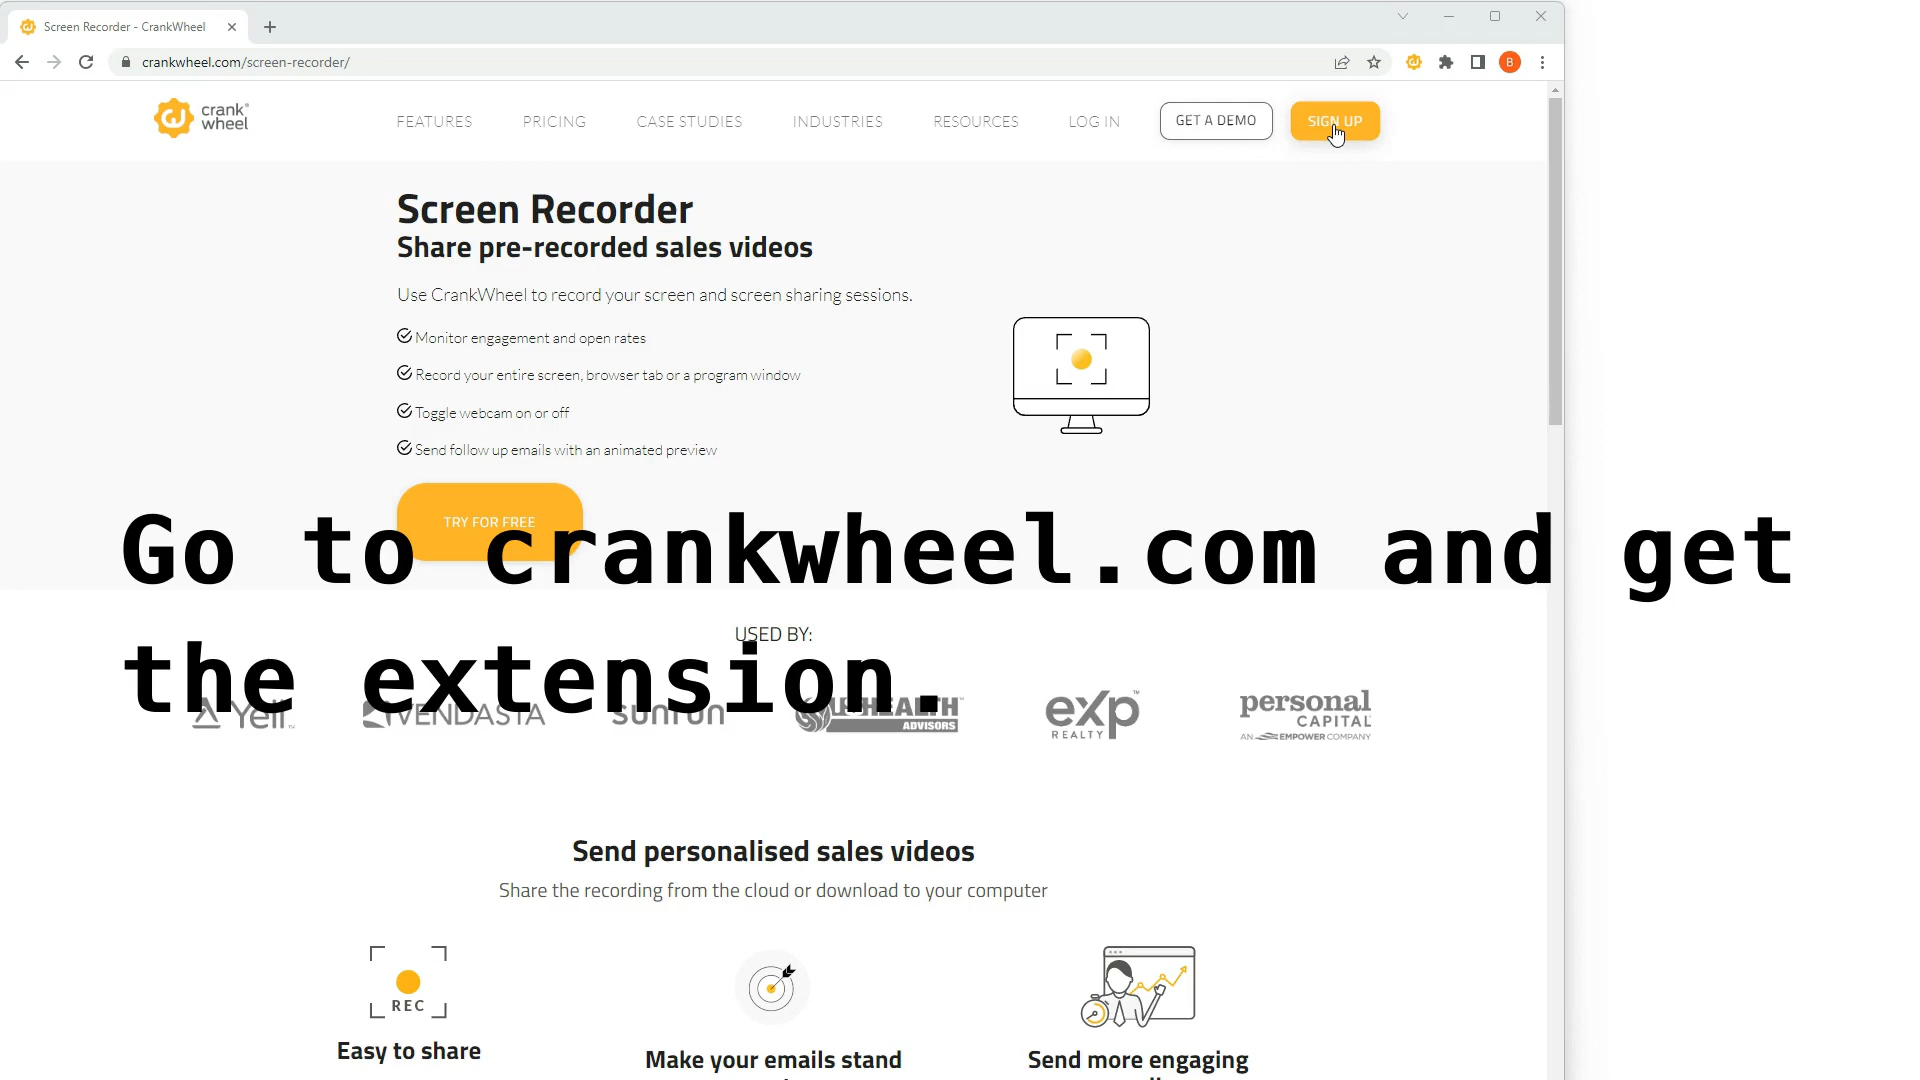 Screen Recorder - CrankWheel
crankwheel.com/screen-recorder/
B
crank
wheel
FEATURES
PRICING
CASE STUDIES
INDUSTRIES
RESOURCES
LOG IN
GET A DEMO
SIGN UP
Screen Recorder
Share pre-recorded sales videos
Use CrankWheel to record your screen and screen sharing sessions.
Monitor engagement and open rates
Record your entire screen, browser tab or a program window
Toggle webcam on or off
Send follow up emails with an animated preview
TRY FOR FREE
Go to crankwheel.com and get
the extension.
USED BY:
Yell
VENDASTA
sunrun
USHEALTH
ADVISORS
eXp
REALTY
personal
CAPITAL
AN EMPOWER COMPANY
Send personalised sales videos
Share the recording from the cloud or download to your computer
REC
Easy to share
Make your emails stand
Send more engaging